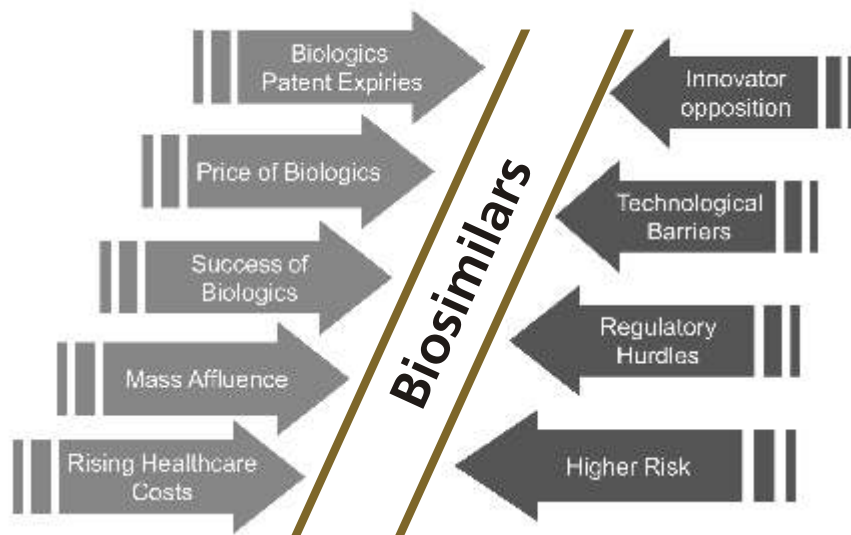 Biologics
Patent Expiries
Price of Biologics
Success of
Biologics
Mass Affluence
Rising Healthcare
Costs
Biosimilars
Innovator
opposition
Technological
Barriers
Regulatory
Hurdles
Higher Risk